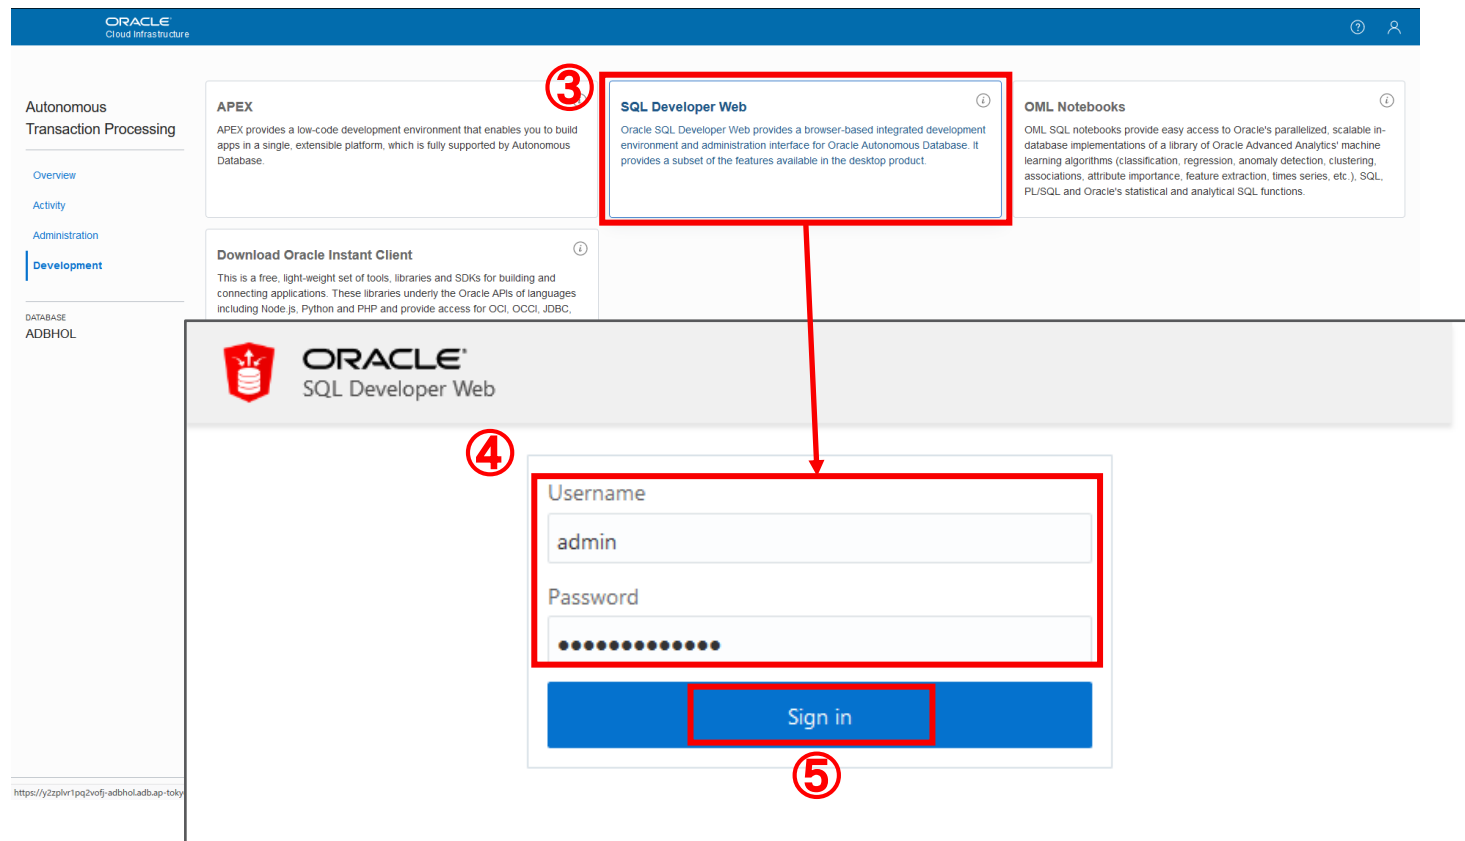 ORACLE
Cloud Infrastructure
Autonomous
Transaction Processing
Overview
Activity
Administration
Development
DATABASE
ADBHOL
APEX
APEX provides a low-code development environment that enables you to build
apps in a single, extensible platform, which is fully supported by Autonomous
Database.
③
SQL Developer Web
Oracle SQL Developer Web provides a browser-based integrated development
environment and administration interface for Oracle Autonomous Database. It
provides a subset of the features available in the desktop product.
OML Notebooks
OML SQL notebooks provide easy access to Oracle's parallelized, scalable in-
database implementations of a library of Oracle Advanced Analytics' machine
learning algorithms (classification, regression, anomaly detection, clustering,
associations, attribute importance, feature extraction, times series, etc.), SQL,
PL/SQL and Oracle's statistical and analytical SQL functions.
Download Oracle Instant Client
This is a free, light-weight set of tools, libraries and SDKs for building and
connecting applications. These libraries underly the Oracle APIs of languages
including Node.js, Python and PHP and provide access for OCI, OCCI, JDBC,
ORACLE
SQL Developer Web
④
Username
admin
Password
•••••••••••••
Sign in
⑤
https://y2zplvr1pq2vofj-adbhol.adb.ap-toky